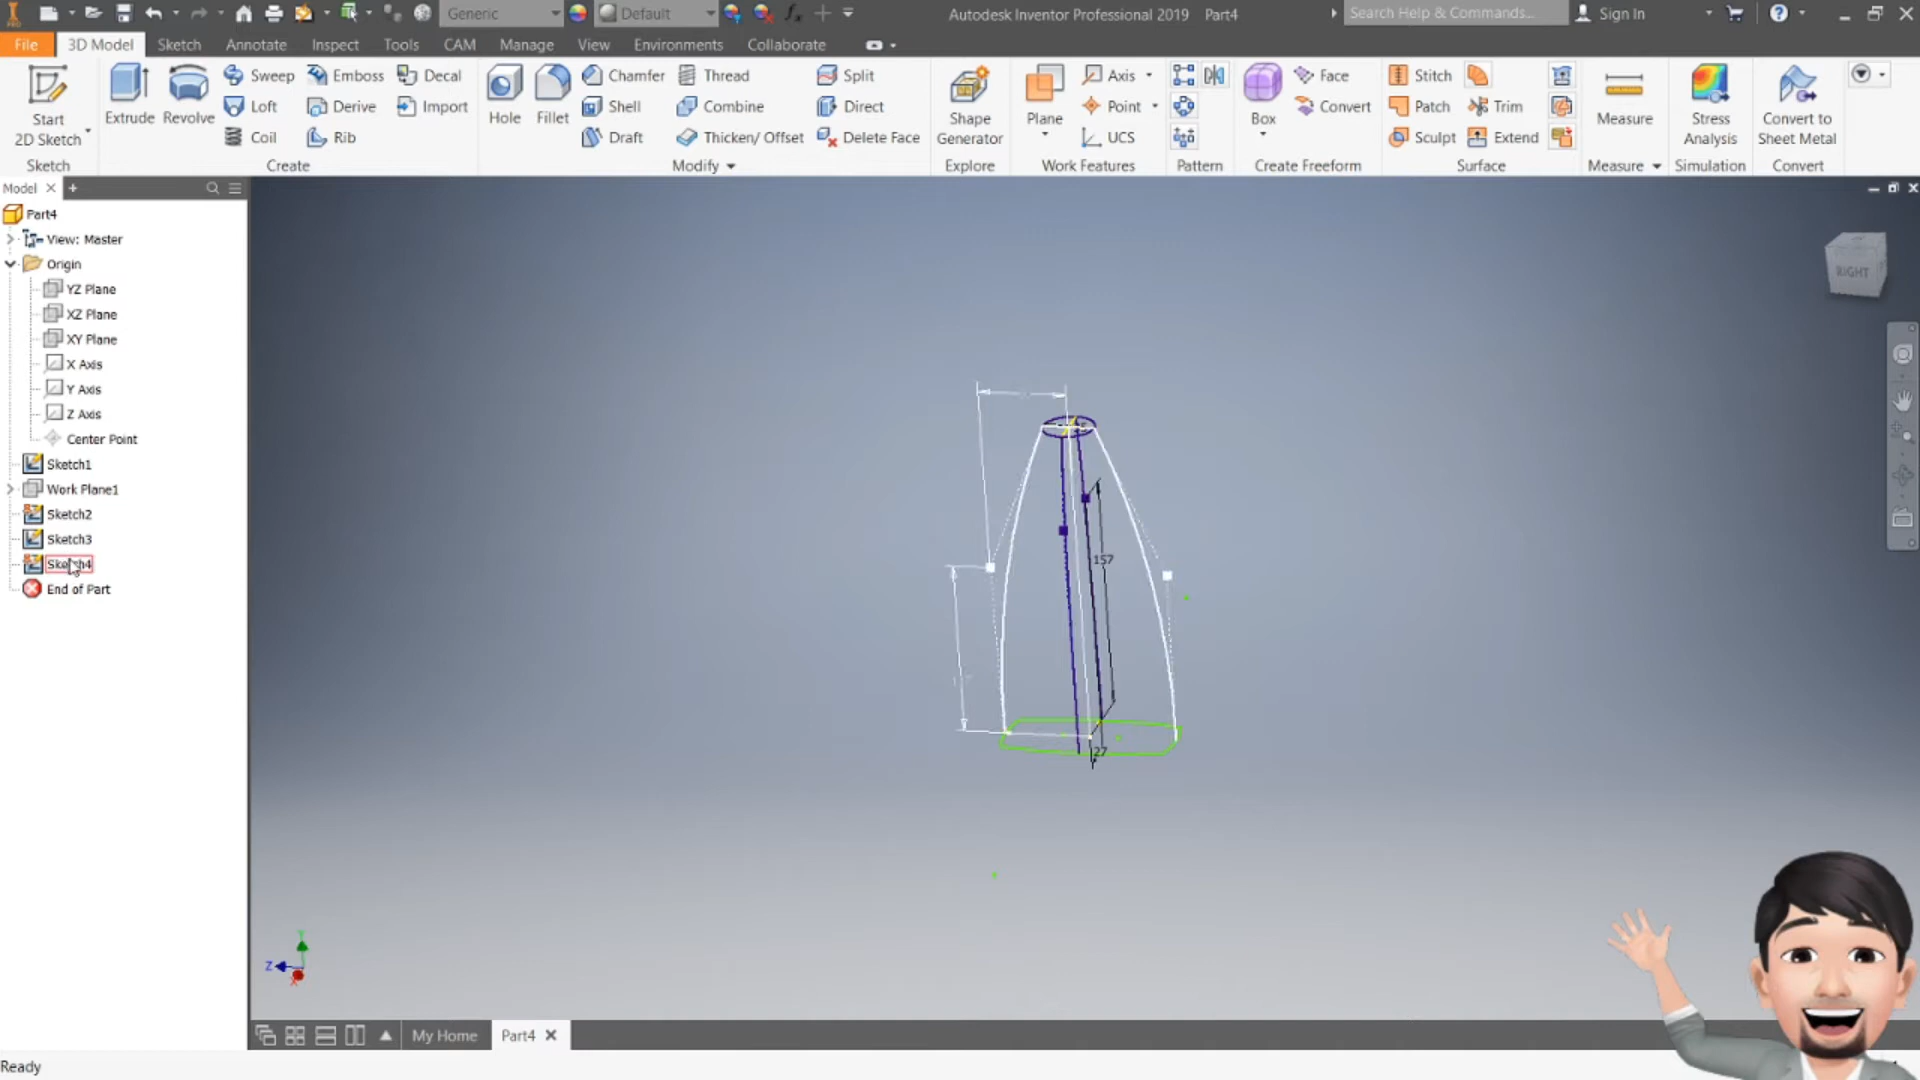 Generic
Default
Autodesk Inventor Professional 2019 Part4
Search Help & Commands...
Sign In
File
3D Model
Sketch
Annotate
Inspect
Tools
CAM
Manage
View
Environments
Collaborate
Start
2D Sketch
Extrude
Revolve
Sweep
Loft
Coil
Emboss
Derive
Rib
Decal
Import
Hole
Fillet
Chamfer
Shell
Draft
Thread
Combine
Thicken/ Offset
Split
Direct
Delete Face
Shape
Generator
Plane
Axis
Point
UCS
Box
Face
Convert
Stitch
Patch
Sculpt
Trim
Extend
Measure
Stress
Analysis
Convert to
Sheet Metal
Sketch
Create
Modify
Explore
Work Features
Pattern
Create Freeform
Surface
Measure
Simulation
Convert
Model
Part4
View: Master
Origin
YZ Plane
XZ Plane
XY Plane
X Axis
Y Axis
Z Axis
Center Point
Sketch1
Work Plane1
Sketch2
Sketch3
Sketch4
End of Part
RIGHT
157
27
Y
Z
X
My Home
Part4
Ready